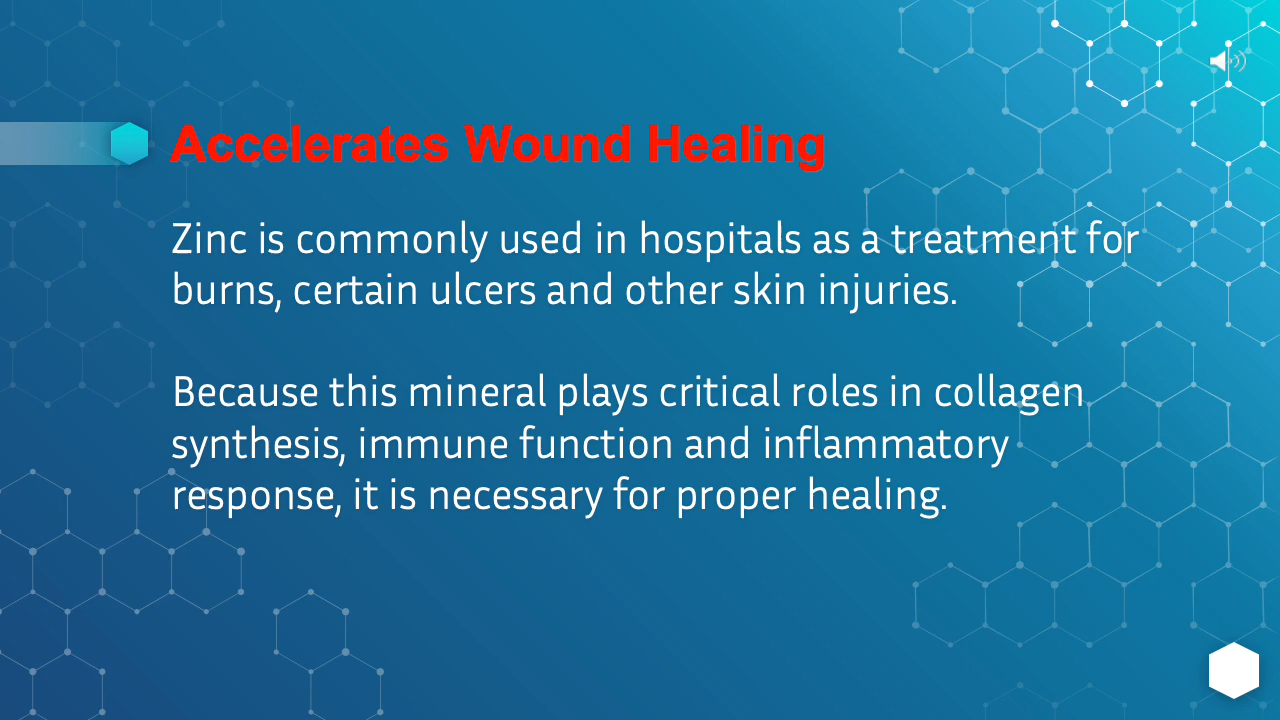 Accelerates Wound Healing
Zinc is commonly used in hospitals as a treatment for
burns, certain ulcers and other skin injuries.
Because this mineral plays critical roles in collagen
synthesis, immune function and inflammatory
response, it is necessary for proper healing.